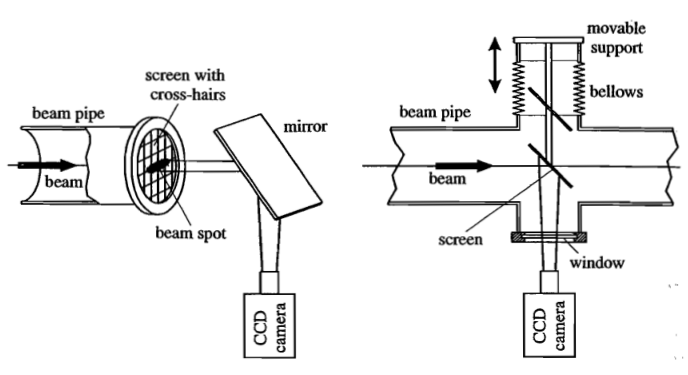 screen with
cross-hairs
beam pipe
mirror
beam
beam spot
CCD
camera
movable
support
bellows
beam pipe
beam
screen
window
CCD
camera